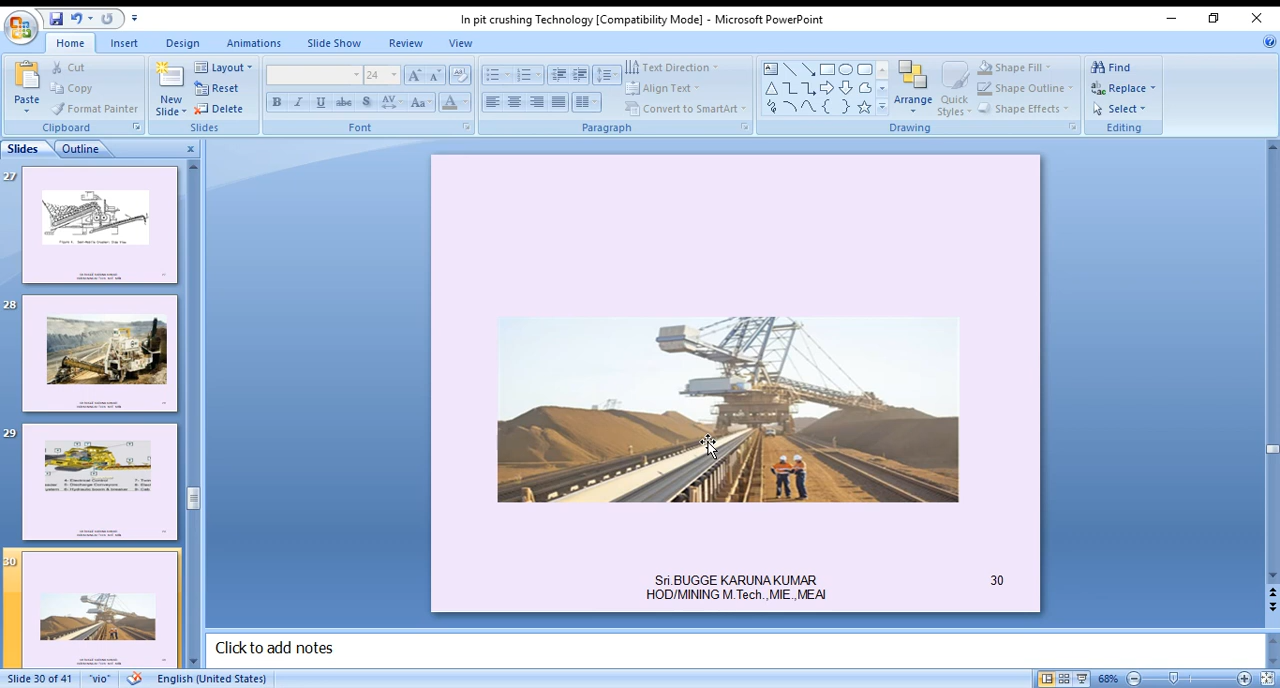 In pit crushing Technology [Compatibility Mode] - Microsoft PowerPoint
Home Insert Design Animations Slide Show Review View
Paste
Cut
Copy
Format Painter
Clipboard
New Slide
Layout
Reset
Delete
Slides
24
B I U abc S AV Aa A
Font
Text Direction
Align Text
Convert to SmartArt
Paragraph
Arrange
Quick Styles
Shape Fill
Shape Outline
Shape Effects
Drawing
Find
Replace
Select
Editing
Slides Outline
27
28
29
30
Sri.BUGGE KARUNA KUMAR
HOD/MINING M.Tech.,MIE.,MEAI
30
Click to add notes
Slide 30 of 41 "vio" English (United States) 68%